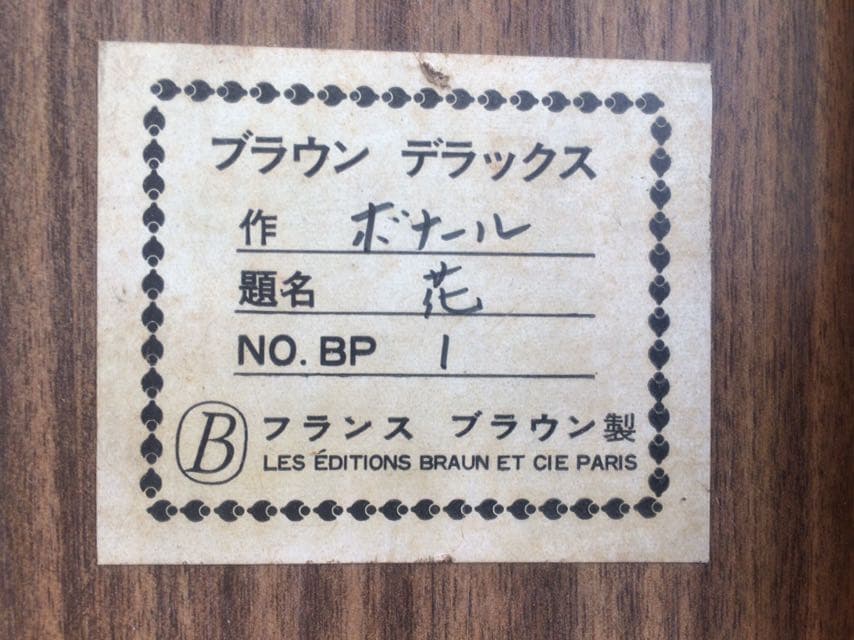 ブラウン デラックス
作 ボナール
題名 花
NO. BP 1
B フランス ブラウン製
LES ÉDITIONS BRAUN ET CIE PARIS